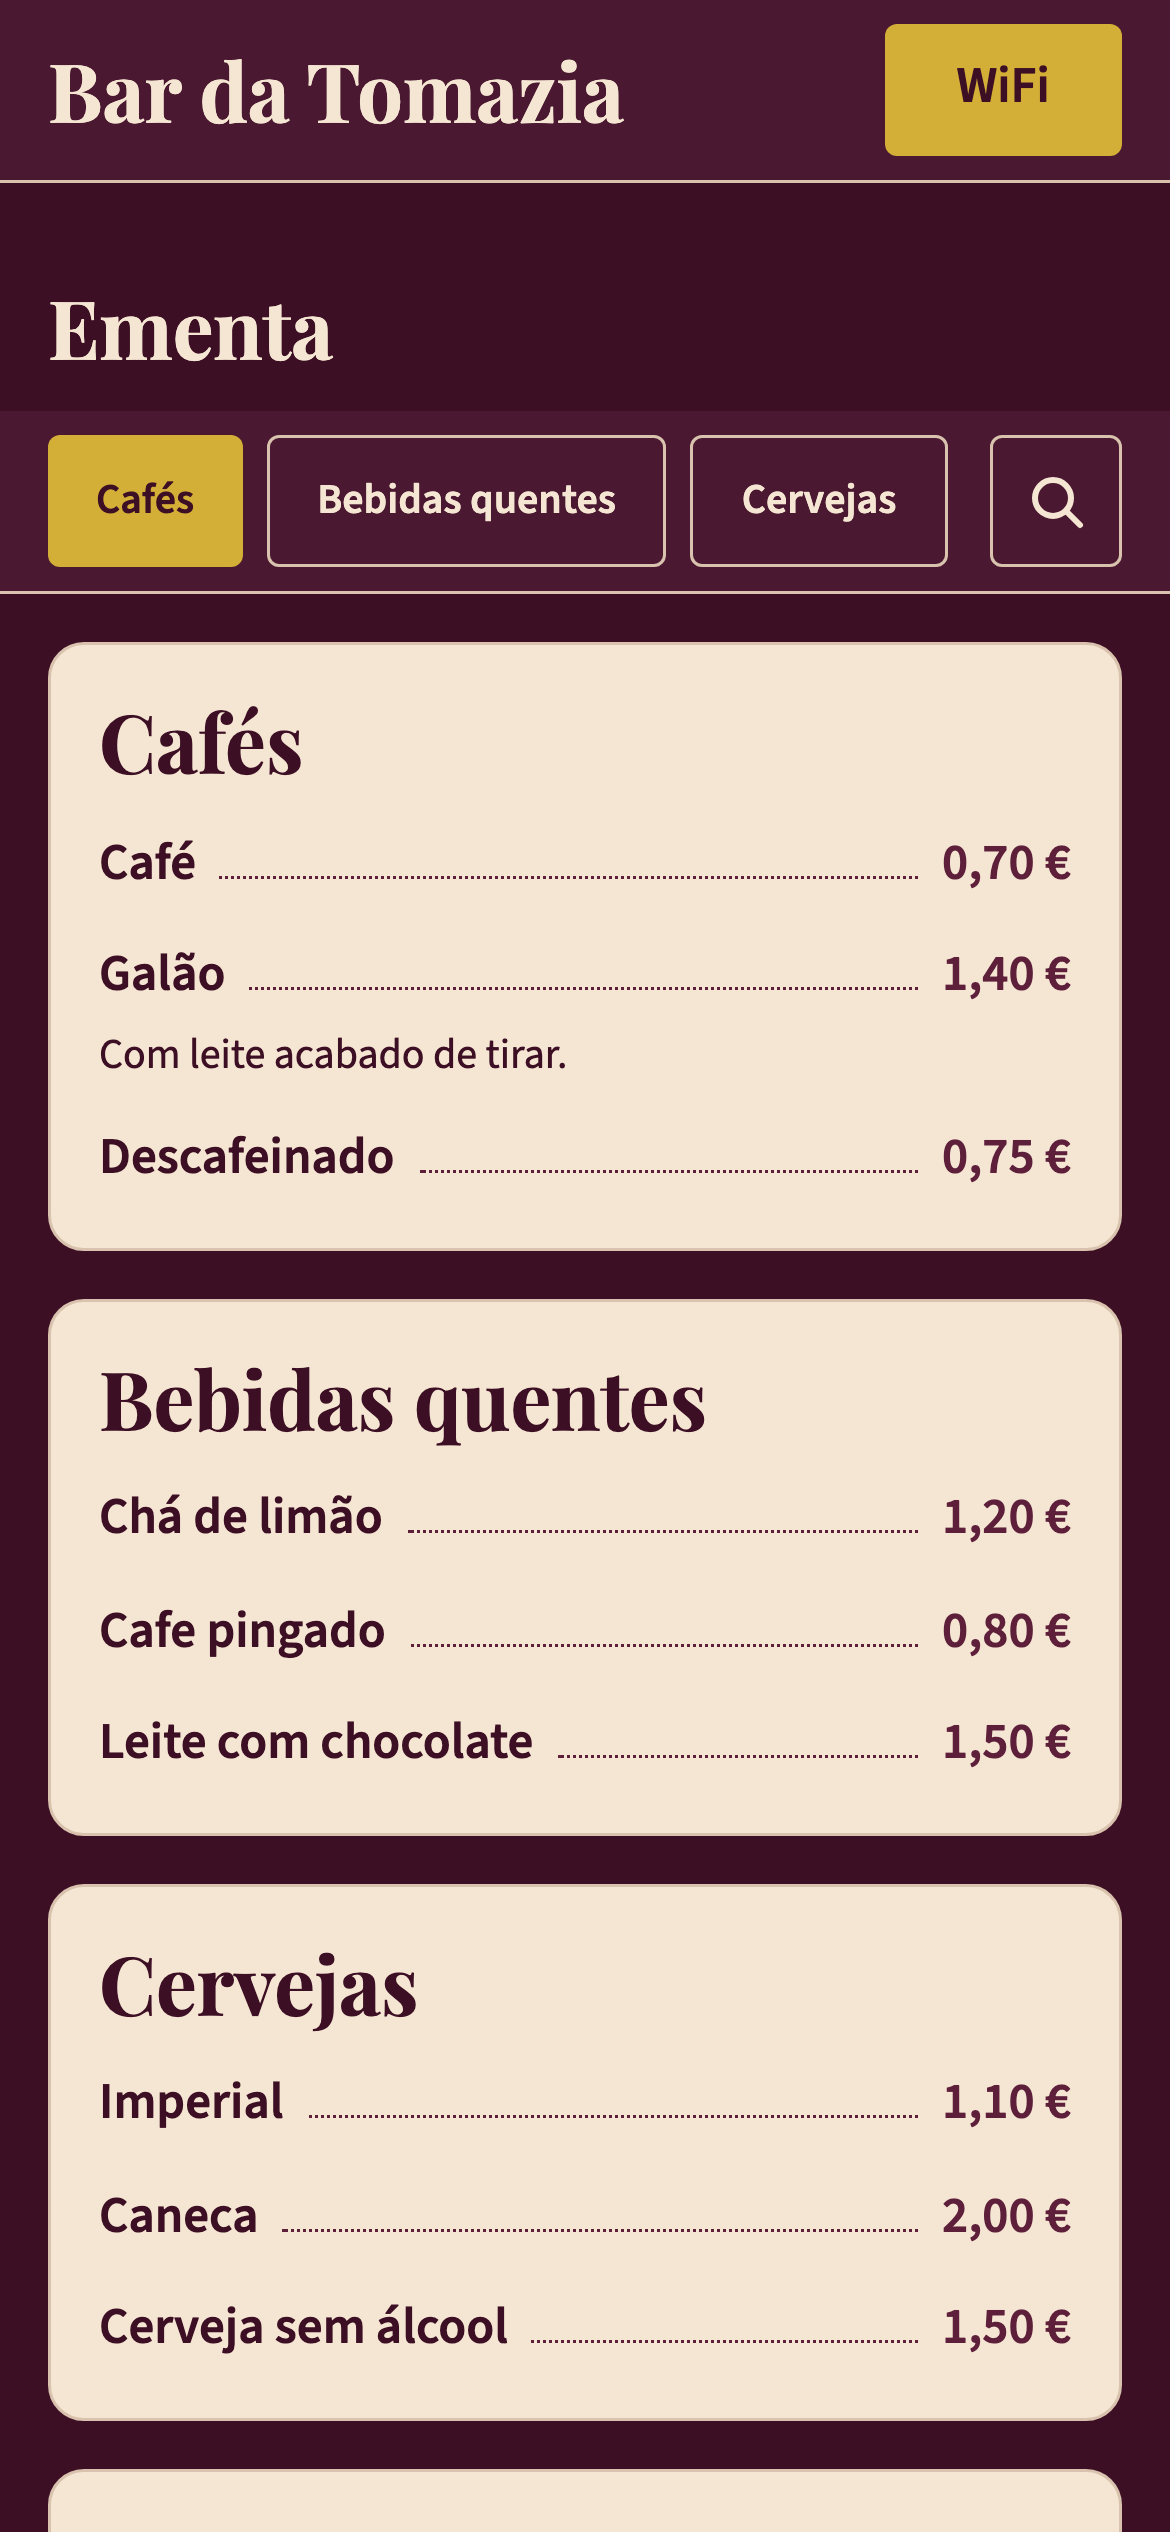 Bar da Tomazia
WiFi
Ementa
Cafés
Bebidas quentes
Cervejas
Cafés
Café 0,70 €
Galão 1,40 €
Com leite acabado de tirar.
Descafeinado 0,75 €
Bebidas quentes
Chá de limão 1,20 €
Cafe pingado 0,80 €
Leite com chocolate 1,50 €
Cervejas
Imperial 1,10 €
Caneca 2,00 €
Cerveja sem álcool 1,50 €